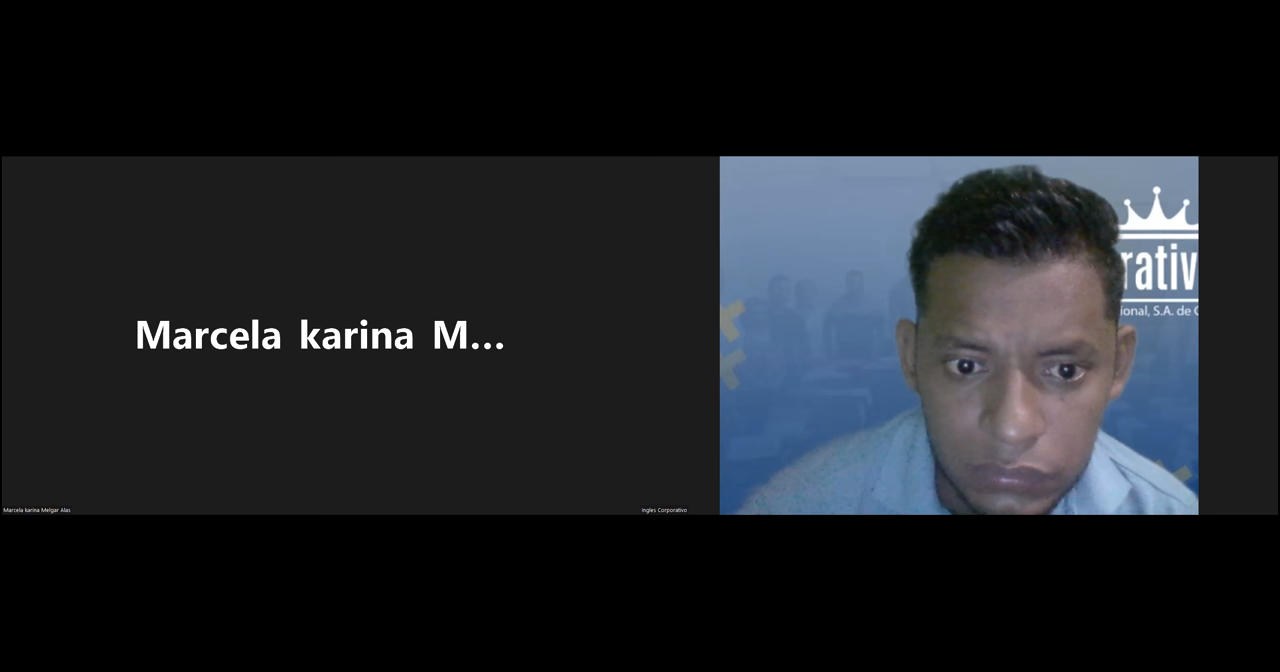 Marcela karina M...
rativ
ional, S.A. de C
Marcela karina Melgar Alas
Ingles Corporativo